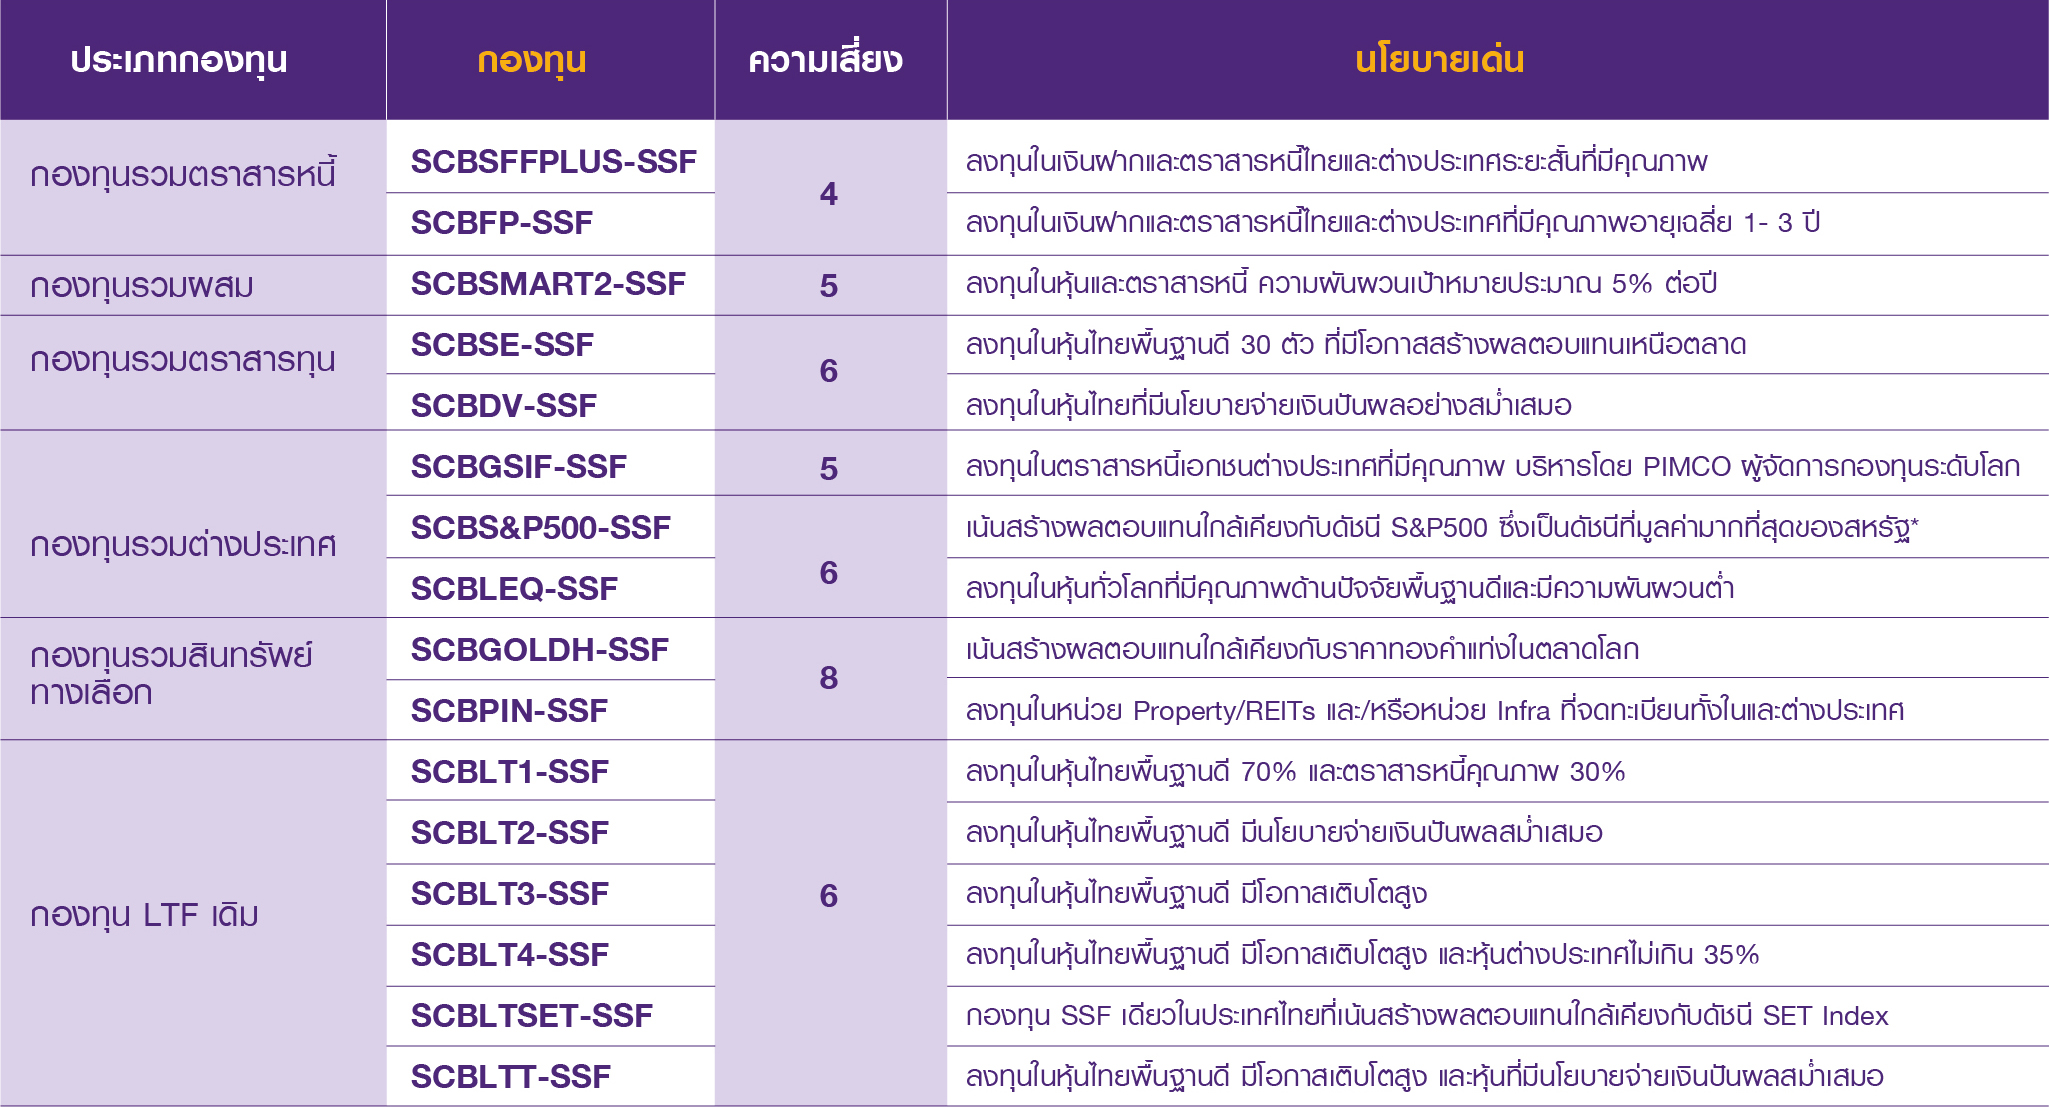 ประเภทกองทุน กองทุน ความเสี่ยง นโยบายเด่น
กองทุนรวมตราสารหนี้
SCBSFFPLUS-SSF
4
ลงทุนในเงินฝากและตราสารหนี้ไทยและต่างประเทศระยะสั้นที่มีคุณภาพ
SCBFP-SSF
ลงทุนในเงินฝากและตราสารหนี้ไทยและต่างประเทศที่มีคุณภาพอายุเฉลี่ย 1- 3 ปี
กองทุนรวมผสม
SCBSMART2-SSF
5
ลงทุนในหุ้นและตราสารหนี้ ความผันผวนเป้าหมายประมาณ 5% ต่อปี
กองทุนรวมตราสารทุน
SCBSE-SSF
6
ลงทุนในหุ้นไทยพื้นฐานดี 30 ตัว ที่มีโอกาสสร้างผลตอบแทนเหนือตลาด
SCBDV-SSF
ลงทุนในหุ้นไทยที่มีนโยบายจ่ายเงินปันผลอย่างสม่ำเสมอ
กองทุนรวมต่างประเทศ
SCBGSIF-SSF
5
ลงทุนในตราสารหนี้เอกชนต่างประเทศที่มีคุณภาพ บริหารโดย PIMCO ผู้จัดการกองทุนระดับโลก
SCBS&P500-SSF
6
เน้นสร้างผลตอบแทนใกล้เคียงกับดัชนี S&P500 ซึ่งเป็นดัชนีที่มูลค่ามากที่สุดของสหรัฐ*
SCBLEQ-SSF
ลงทุนในหุ้นทั่วโลกที่มีคุณภาพด้านปัจจัยพื้นฐานดีและมีความผันผวนต่ำ
กองทุนรวมสินทรัพย์
ทางเลือก
SCBGOLDH-SSF
8
เน้นสร้างผลตอบแทนใกล้เคียงกับราคาทองคำแท่งในตลาดโลก
SCBPIN-SSF
ลงทุนในหน่วย Property/REITs และ/หรือหน่วย Infra ที่จดทะเบียนทั้งในและต่างประเทศ
กองทุน LTF เดิม
SCBLT1-SSF
6
ลงทุนในหุ้นไทยพื้นฐานดี 70% และตราสารหนี้คุณภาพ 30%
SCBLT2-SSF
ลงทุนในหุ้นไทยพื้นฐานดี มีนโยบายจ่ายเงินปันผลสม่ำเสมอ
SCBLT3-SSF
ลงทุนในหุ้นไทยพื้นฐานดี มีโอกาสเติบโตสูง
SCBLT4-SSF
ลงทุนในหุ้นไทยพื้นฐานดี มีโอกาสเติบโตสูง และหุ้นต่างประเทศไม่เกิน 35%
SCBLTSET-SSF
กองทุน SSF เดียวในประเทศไทยที่เน้นสร้างผลตอบแทนใกล้เคียงกับดัชนี SET Index
SCBLTT-SSF
ลงทุนในหุ้นไทยพื้นฐานดี มีโอกาสเติบโตสูง และหุ้นที่มีนโยบายจ่ายเงินปันผลสม่ำเสมอ